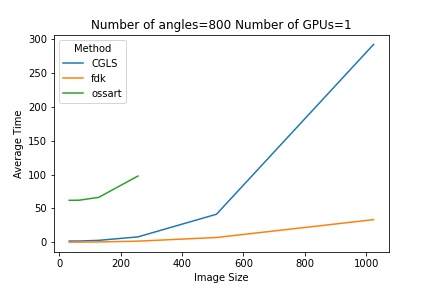 Number of angles=800 Number of GPUs=1
300
250
200
150
100
50
0
Average Time
Method
CGLS
fdk
ossart
0
200
400
600
800
1000
Image Size